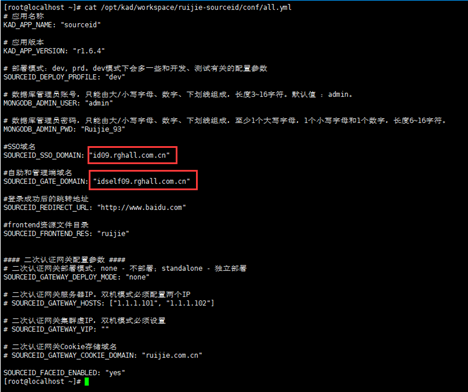 [root@localhost ~]# cat /opt/kad/workspace/ruijie-sourceid/conf/all.yml
# 应用名称
KAD_APP_NAME: "sourceid"
# 应用版本
KAD_APP_VERSION: "r1.6.4"
# 部署模式：dev, prd，dev模式下会多一些和开发、测试有关的配置参数
SOURCEID_DEPLOY_PROFILE: "dev"
# 数据库管理员账号，只能由大/小写字母、数字、下划线组成，长度3~16字符，默认值 ：admin。
MONGODB_ADMIN_USER: "admin"
# 数据库管理员密码，只能由大/小写字母、数字、下划线组成，至少1个大写字母，1个小写字母和1个数字，长度6~16字符。
MONGODB_ADMIN_PWD: "Ruijie_93"
#SSO域名
SOURCEID_SSO_DOMAIN: "id09.rghall.com.cn"
#自助和管理端域名
SOURCEID_GATE_DOMAIN: "idself09.rghall.com.cn"
#登录成功后的跳转地址
SOURCEID_REDIRECT_URL: "http://www.baidu.com"
#frontend资源文件目录
SOURCEID_FRONTEND_RES: "ruijie"
#### 二次认证网关配置参数 ####
# 二次认证网关部署模式：none - 不部署；standalone - 独立部署
SOURCEID_GATEWAY_DEPLOY_MODE: "none"
# 二次认证网关服务器IP，双机模式必须配置两个IP
# SOURCEID_GATEWAY_HOSTS: ["1.1.1.101", "1.1.1.102"]
# 二次认证网关集群虚IP，双机模式必须设置
# SOURCEID_GATEWAY_VIP: ""
# 二次认证网关Cookie存储域名
# SOURCEID_GATEWAY_COOKIE_DOMAIN: "ruijie.com.cn"
SOURCEID_FACEID_ENABLED: "yes"
[root@localhost ~]#